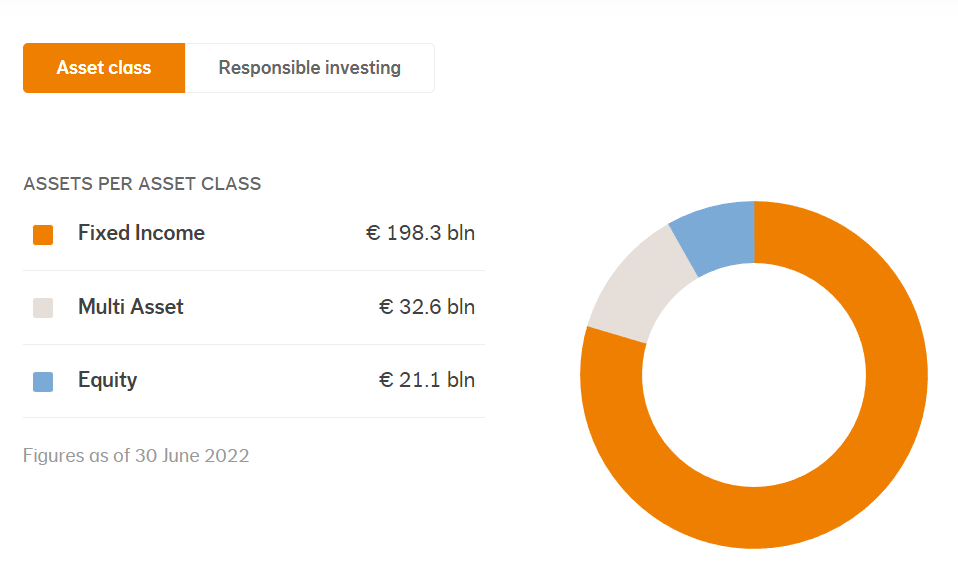 Asset class Responsible investing
ASSETS PER ASSET CLASS
Fixed Income € 198.3 bln
Multi Asset € 32.6 bln
Equity € 21.1 bln
Figures as of 30 June 2022